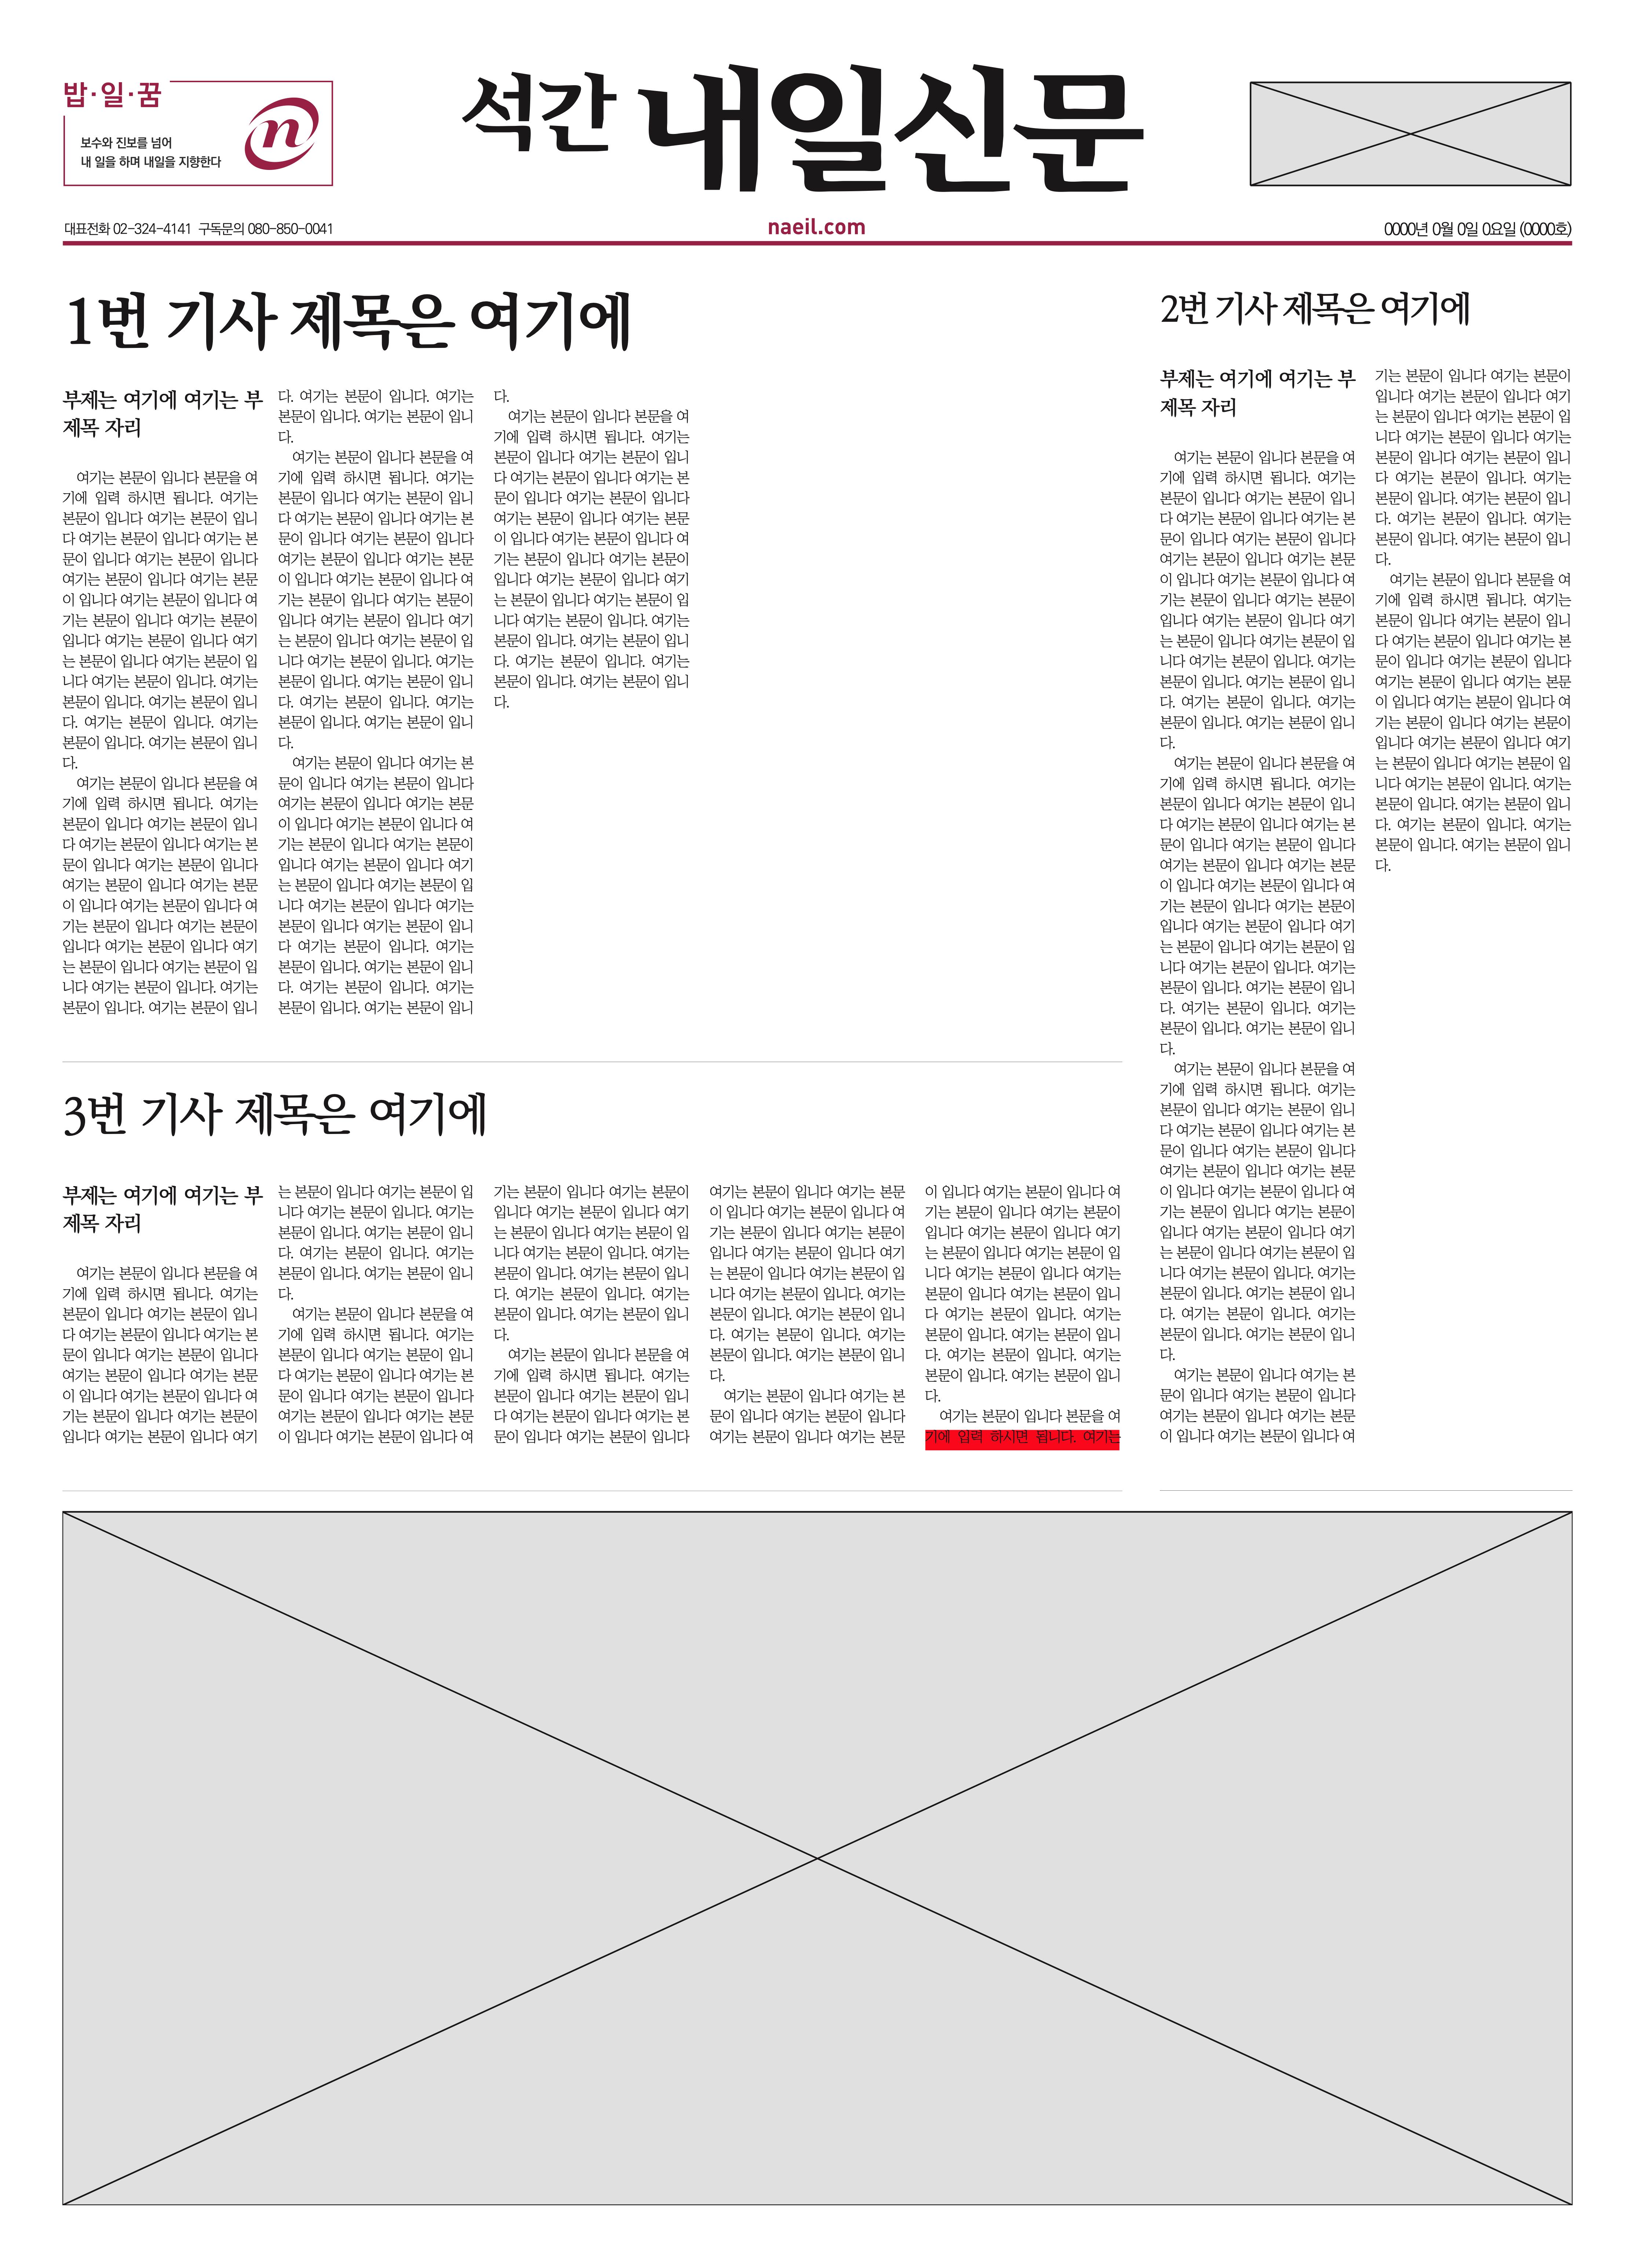 밥·일·꿈
보수와 진보를 넘어
내 일을 하며 내일을 지향한다
n
석간 내일신문
대표전화 02-324-4141 구독문의 080-850-0041
naeil.com
0000년 0월 0일 0요일 (0000호)
1번 기사 제목은 여기에
부제는 여기에 여기는 부
제목 자리
여기는 본문이 입니다 본문을 여
기에 입력 하시면 됩니다. 여기는
본문이 입니다 여기는 본문이 입니
다 여기는 본문이 입니다 여기는 본
문이 입니다 여기는 본문이 입니다
여기는 본문이 입니다 여기는 본문
이 입니다 여기는 본문이 입니다 여
기는 본문이 입니다 여기는 본문이
입니다 여기는 본문이 입니다 여기
는 본문이 입니다 여기는 본문이 입
니다 여기는 본문이 입니다. 여기는
본문이 입니다. 여기는 본문이 입니
다. 여기는 본문이 입니다. 여기는
본문이 입니다. 여기는 본문이 입니
다.
여기는 본문이 입니다 본문을 여
기에 입력 하시면 됩니다. 여기는
본문이 입니다 여기는 본문이 입니
다 여기는 본문이 입니다 여기는 본
문이 입니다 여기는 본문이 입니다
여기는 본문이 입니다 여기는 본문
이 입니다 여기는 본문이 입니다 여
기는 본문이 입니다 여기는 본문이
입니다 여기는 본문이 입니다 여기
는 본문이 입니다 여기는 본문이 입
니다 여기는 본문이 입니다. 여기는
본문이 입니다. 여기는 본문이 입니
다. 여기는 본문이 입니다. 여기는
본문이 입니다. 여기는 본문이 입니
다.
여기는 본문이 입니다 본문을 여
기에 입력 하시면 됩니다. 여기는
본문이 입니다 여기는 본문이 입니
다 여기는 본문이 입니다 여기는 본
문이 입니다 여기는 본문이 입니다
여기는 본문이 입니다 여기는 본문
이 입니다 여기는 본문이 입니다 여
기는 본문이 입니다 여기는 본문이
입니다 여기는 본문이 입니다 여기
는 본문이 입니다 여기는 본문이 입
니다 여기는 본문이 입니다. 여기는
본문이 입니다. 여기는 본문이 입니
다. 여기는 본문이 입니다. 여기는
본문이 입니다. 여기는 본문이 입니
다.
여기는 본문이 입니다 여기는 본
문이 입니다 여기는 본문이 입니다
여기는 본문이 입니다 여기는 본문
이 입니다 여기는 본문이 입니다 여
기는 본문이 입니다 여기는 본문이
입니다 여기는 본문이 입니다 여기
는 본문이 입니다 여기는 본문이 입
니다 여기는 본문이 입니다 여기는
본문이 입니다 여기는 본문이 입니
다 여기는 본문이 입니다. 여기는
본문이 입니다. 여기는 본문이 입니
다. 여기는 본문이 입니다. 여기는
본문이 입니다. 여기는 본문이 입니
다.
여기는 본문이 입니다 본문을 여
기에 입력 하시면 됩니다. 여기는
본문이 입니다 여기는 본문이 입니
다 여기는 본문이 입니다 여기는 본
문이 입니다 여기는 본문이 입니다
여기는 본문이 입니다 여기는 본문
이 입니다 여기는 본문이 입니다 여
기는 본문이 입니다 여기는 본문이
입니다 여기는 본문이 입니다 여기
는 본문이 입니다 여기는 본문이 입
니다 여기는 본문이 입니다. 여기는
본문이 입니다. 여기는 본문이 입니
다. 여기는 본문이 입니다. 여기는
본문이 입니다. 여기는 본문이 입니
다.
2번 기사 제목은 여기에
부제는 여기에 여기는 부
제목 자리
여기는 본문이 입니다 본문을 여
기에 입력 하시면 됩니다. 여기는
본문이 입니다 여기는 본문이 입니
다 여기는 본문이 입니다 여기는 본
문이 입니다 여기는 본문이 입니다
여기는 본문이 입니다 여기는 본문
이 입니다 여기는 본문이 입니다 여
기는 본문이 입니다 여기는 본문이
입니다 여기는 본문이 입니다 여기
는 본문이 입니다 여기는 본문이 입
니다 여기는 본문이 입니다. 여기는
본문이 입니다. 여기는 본문이 입니
다. 여기는 본문이 입니다. 여기는
본문이 입니다. 여기는 본문이 입니
다.
여기는 본문이 입니다 본문을 여
기에 입력 하시면 됩니다. 여기는
본문이 입니다 여기는 본문이 입니
다 여기는 본문이 입니다 여기는 본
문이 입니다 여기는 본문이 입니다
여기는 본문이 입니다 여기는 본문
이 입니다 여기는 본문이 입니다 여
기는 본문이 입니다 여기는 본문이
입니다 여기는 본문이 입니다 여기
는 본문이 입니다 여기는 본문이 입
니다 여기는 본문이 입니다. 여기는
본문이 입니다. 여기는 본문이 입니
다. 여기는 본문이 입니다. 여기는
본문이 입니다. 여기는 본문이 입니
다.
여기는 본문이 입니다 본문을 여
기에 입력 하시면 됩니다. 여기는
본문이 입니다 여기는 본문이 입니
다 여기는 본문이 입니다 여기는 본
문이 입니다 여기는 본문이 입니다
여기는 본문이 입니다 여기는 본문
이 입니다 여기는 본문이 입니다 여
기는 본문이 입니다 여기는 본문이
입니다 여기는 본문이 입니다 여기
는 본문이 입니다 여기는 본문이 입
니다 여기는 본문이 입니다. 여기는
본문이 입니다. 여기는 본문이 입니
다. 여기는 본문이 입니다. 여기는
본문이 입니다. 여기는 본문이 입니
다.
여기는 본문이 입니다 여기는 본
문이 입니다 여기는 본문이 입니다
여기는 본문이 입니다 여기는 본문
이 입니다 여기는 본문이 입니다 여
기는 본문이 입니다 여기는 본문이
입니다 여기는 본문이 입니다 여기
는 본문이 입니다 여기는 본문이 입
니다 여기는 본문이 입니다 여기는
본문이 입니다 여기는 본문이 입니
다 여기는 본문이 입니다. 여기는
본문이 입니다. 여기는 본문이 입니
다. 여기는 본문이 입니다. 여기는
본문이 입니다. 여기는 본문이 입니
다.
여기는 본문이 입니다 본문을 여
기에 입력 하시면 됩니다. 여기는
본문이 입니다 여기는 본문이 입니
다 여기는 본문이 입니다 여기는 본
문이 입니다 여기는 본문이 입니다
여기는 본문이 입니다 여기는 본문
이 입니다 여기는 본문이 입니다 여
기는 본문이 입니다 여기는 본문이
입니다 여기는 본문이 입니다 여기
는 본문이 입니다 여기는 본문이 입
니다 여기는 본문이 입니다. 여기는
본문이 입니다. 여기는 본문이 입니
다. 여기는 본문이 입니다. 여기는
본문이 입니다. 여기는 본문이 입니
다.
3번 기사 제목은 여기에
부제는 여기에 여기는 부
제목 자리
여기는 본문이 입니다 본문을 여
기에 입력 하시면 됩니다. 여기는
본문이 입니다 여기는 본문이 입니
다 여기는 본문이 입니다 여기는 본
문이 입니다 여기는 본문이 입니다
여기는 본문이 입니다 여기는 본문
이 입니다 여기는 본문이 입니다 여
기는 본문이 입니다 여기는 본문이
입니다 여기는 본문이 입니다 여기
는 본문이 입니다 여기는 본문이 입
니다 여기는 본문이 입니다. 여기는
본문이 입니다. 여기는 본문이 입니
다. 여기는 본문이 입니다. 여기는
본문이 입니다. 여기는 본문이 입니
다.
여기는 본문이 입니다 본문을 여
기에 입력 하시면 됩니다. 여기는
본문이 입니다 여기는 본문이 입니
다 여기는 본문이 입니다 여기는 본
문이 입니다 여기는 본문이 입니다
여기는 본문이 입니다 여기는 본문
이 입니다 여기는 본문이 입니다 여
기는 본문이 입니다 여기는 본문이
입니다 여기는 본문이 입니다 여기
는 본문이 입니다 여기는 본문이 입
니다 여기는 본문이 입니다. 여기는
본문이 입니다. 여기는 본문이 입니
다. 여기는 본문이 입니다. 여기는
본문이 입니다. 여기는 본문이 입니
다.
여기는 본문이 입니다 본문을 여
기에 입력 하시면 됩니다. 여기는
본문이 입니다 여기는 본문이 입니
다 여기는 본문이 입니다 여기는 본
문이 입니다 여기는 본문이 입니다
여기는 본문이 입니다 여기는 본문
이 입니다 여기는 본문이 입니다 여
기는 본문이 입니다 여기는 본문이
입니다 여기는 본문이 입니다 여기
는 본문이 입니다 여기는 본문이 입
니다 여기는 본문이 입니다. 여기는
본문이 입니다. 여기는 본문이 입니
다. 여기는 본문이 입니다. 여기는
본문이 입니다. 여기는 본문이 입니
다.
여기는 본문이 입니다 여기는 본
문이 입니다 여기는 본문이 입니다
여기는 본문이 입니다 여기는 본문
이 입니다 여기는 본문이 입니다 여
기는 본문이 입니다 여기는 본문이
입니다 여기는 본문이 입니다 여기
는 본문이 입니다 여기는 본문이 입
니다 여기는 본문이 입니다 여기는
본문이 입니다 여기는 본문이 입니
다 여기는 본문이 입니다. 여기는
본문이 입니다. 여기는 본문이 입니
다. 여기는 본문이 입니다. 여기는
본문이 입니다. 여기는 본문이 입니
다.
여기는 본문이 입니다 본문을 여
기에 입력 하시면 됩니다. 여기는